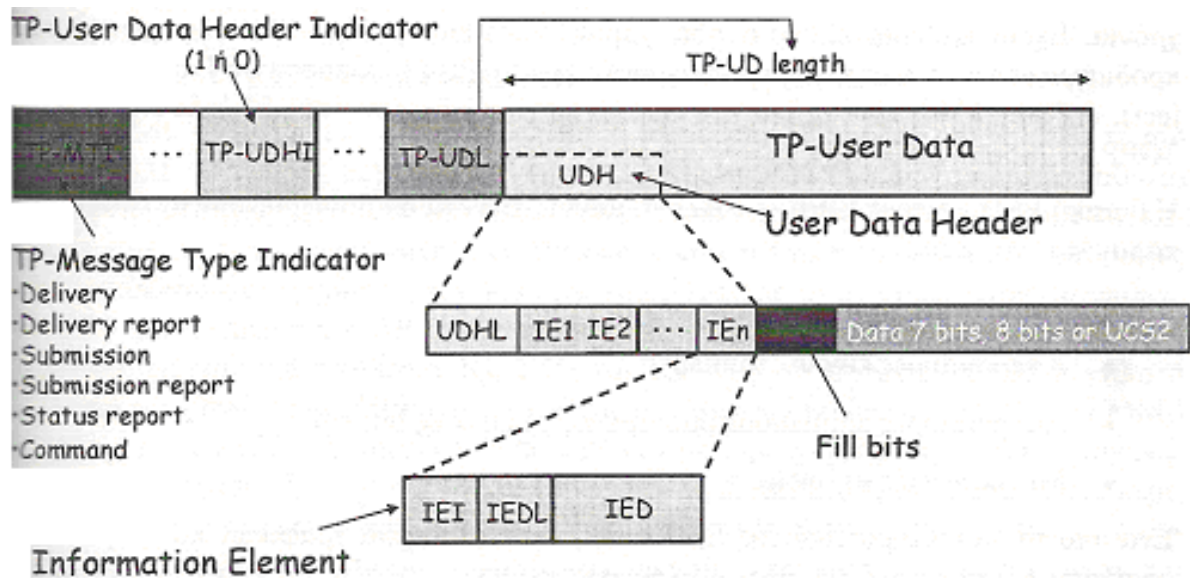 TP-User Data Header Indicator
(1 ή 0)
TP-UD length
TP-MTI ... TP-UDHI ... TP-UDL TP-User Data
UDH
User Data Header
TP-Message Type Indicator
·Delivery
·Delivery report
·Submission
·Submission report
·Status report
·Command
UDHL IE1 IE2 ... IEn Data 7 bits, 8 bits or UCS2
Fill bits
IEI IEDL IED
Information Element